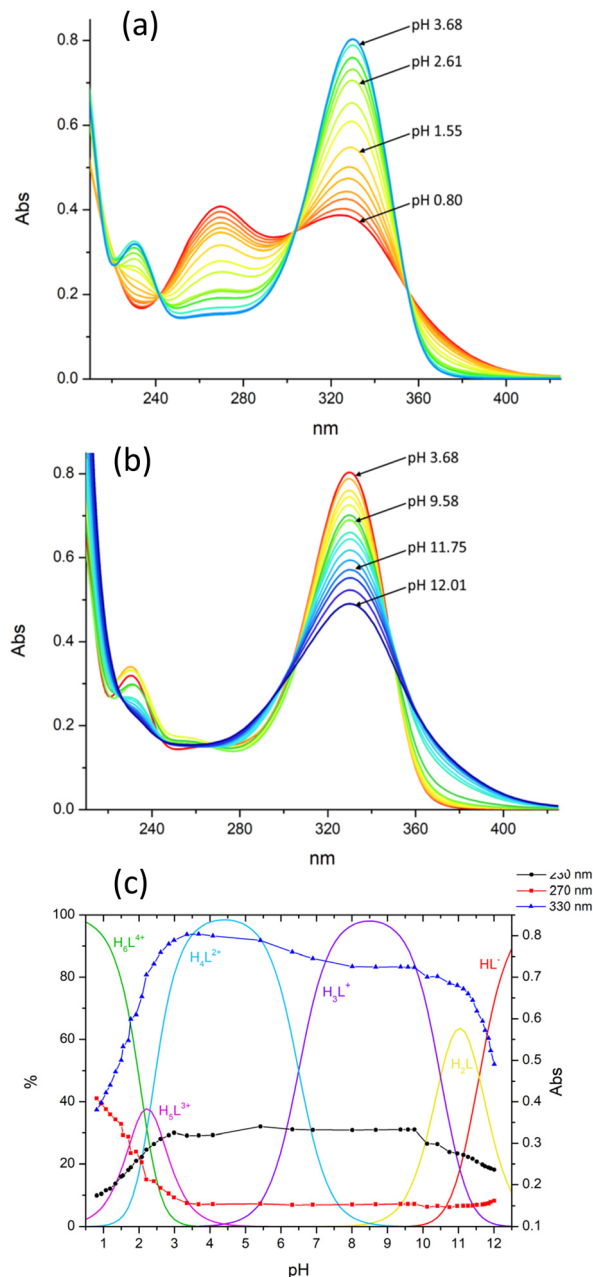 (a)
pH 3.68
pH 2.61
pH 1.55
pH 0.80
0.8
0.6
0.4
0.2
0.0
Abs
240 280 320 360 400
nm
(b)
pH 3.68
pH 9.58
pH 11.75
pH 12.01
0.8
0.6
0.4
0.2
0.0
Abs
240 280 320 360 400
nm
(c)
230 nm
270 nm
330 nm
100
80
60
40
20
0
%
H₆L⁴⁺
H₅L³⁺
H₄L²⁺
H₃L⁺
H₂L
HL⁻
0.8
0.7
0.6
0.5
0.4
0.3
0.2
0.1
Abs
1 2 3 4 5 6 7 8 9 10 11 12
pH